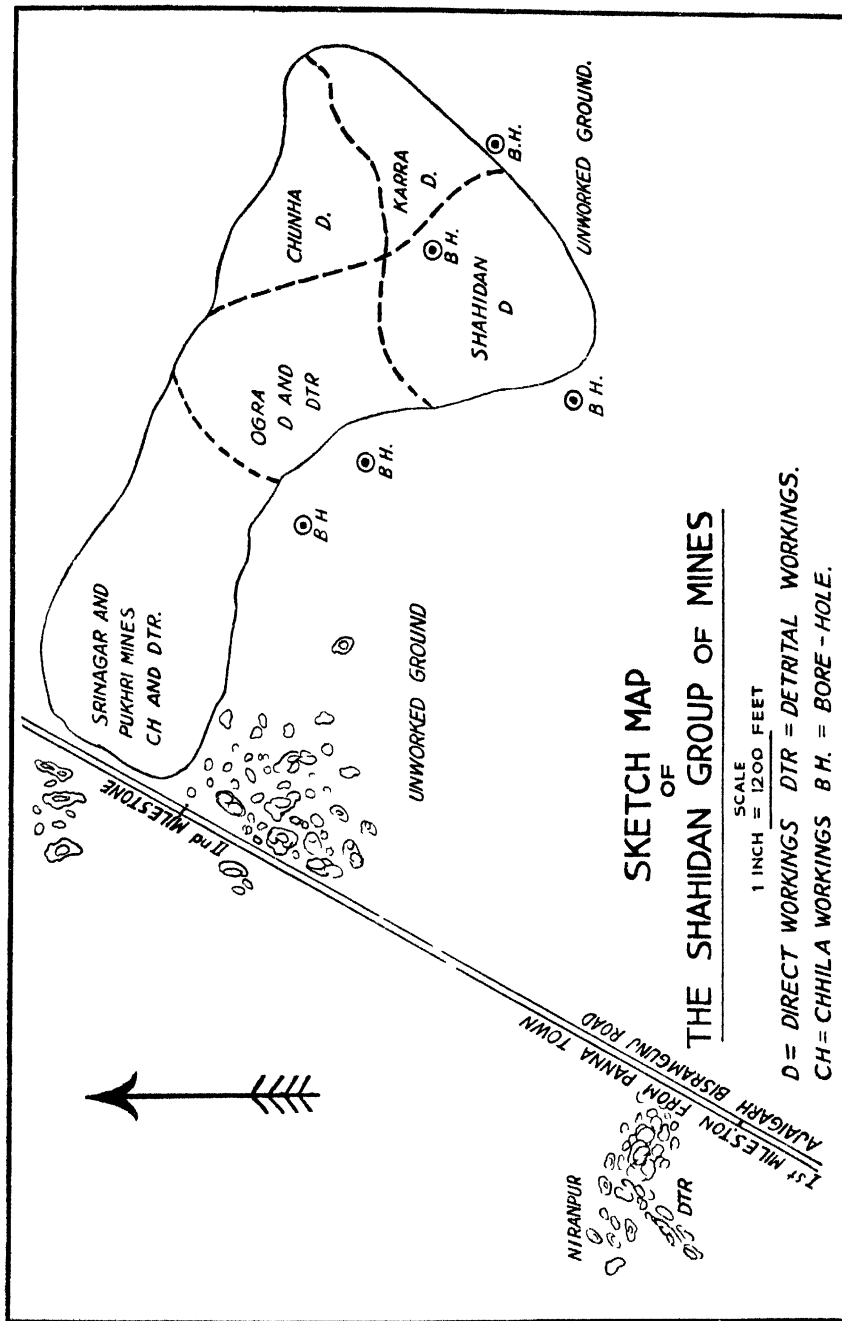 SRINAGAR AND
PUKHRI MINES
CH AND DTR.
CHUNHA
D.
KARRA
D.
OGRA
D AND
DTR
SHAHIDAN
D
B.H.
B H.
B H.
B H.
B H
UNWORKED GROUND.
UNWORKED GROUND
IInd MILESTONE
Ist MILESTON FROM PANNA TOWN
AJAIGARH BISRAMGUNJ ROAD
NIRANPUR
DTR
SKETCH MAP
OF
THE SHAHIDAN GROUP OF MINES
SCALE
1 INCH = 1200 FEET
D = DIRECT WORKINGS DTR = DETRITAL WORKINGS.
CH = CHHILA WORKINGS B H. = BORE-HOLE.